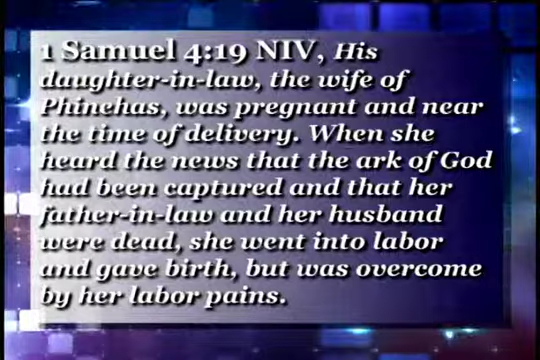 1 Samuel 4:19 NIV, His
daughter-in-law, the wife of
Phinehas, was pregnant and near
the time of delivery. When she
heard the news that the ark of God
had been captured and that her
father-in-law and her husband
were dead, she went into labor
and gave birth, but was overcome
by her labor pains.